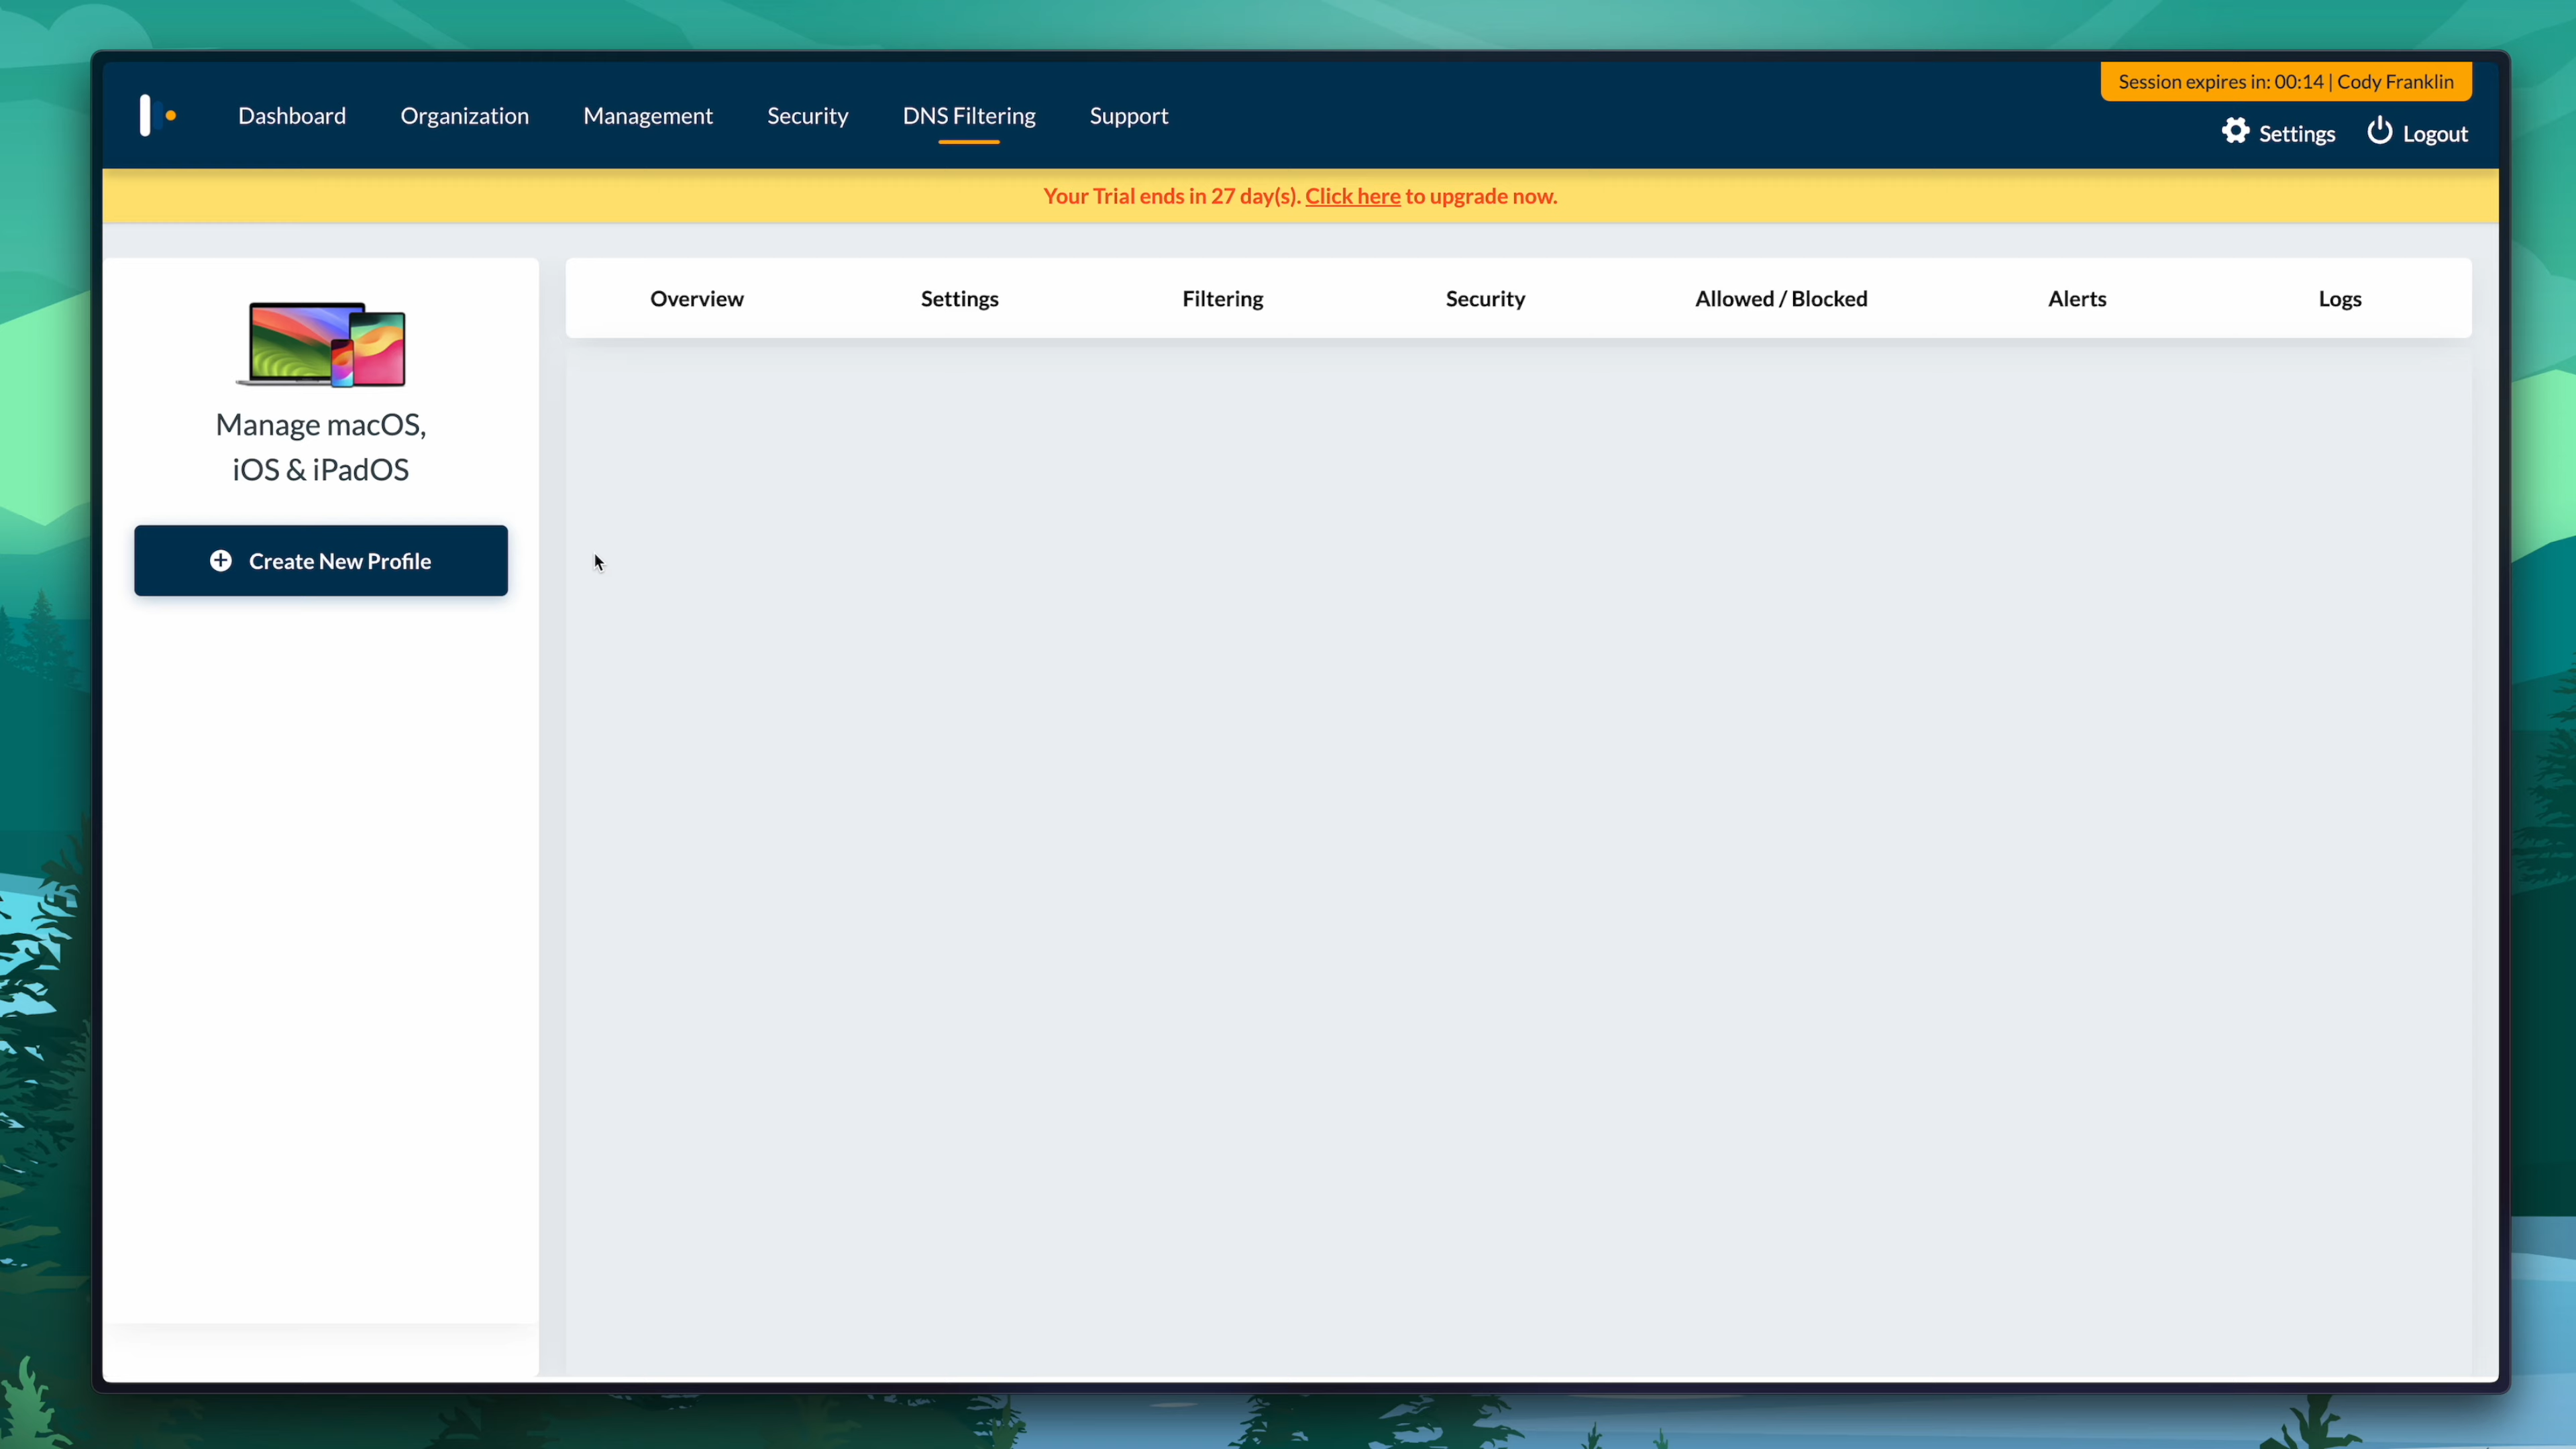 Session expires in: 00:14 | Cody Franklin
Dashboard
Organization
Management
Security
DNS Filtering
Support
Settings
Logout
Your Trial ends in 27 day(s). Click here to upgrade now.
Manage macOS,
iOS & iPadOS
Create New Profile
Overview
Settings
Filtering
Security
Allowed / Blocked
Alerts
Logs